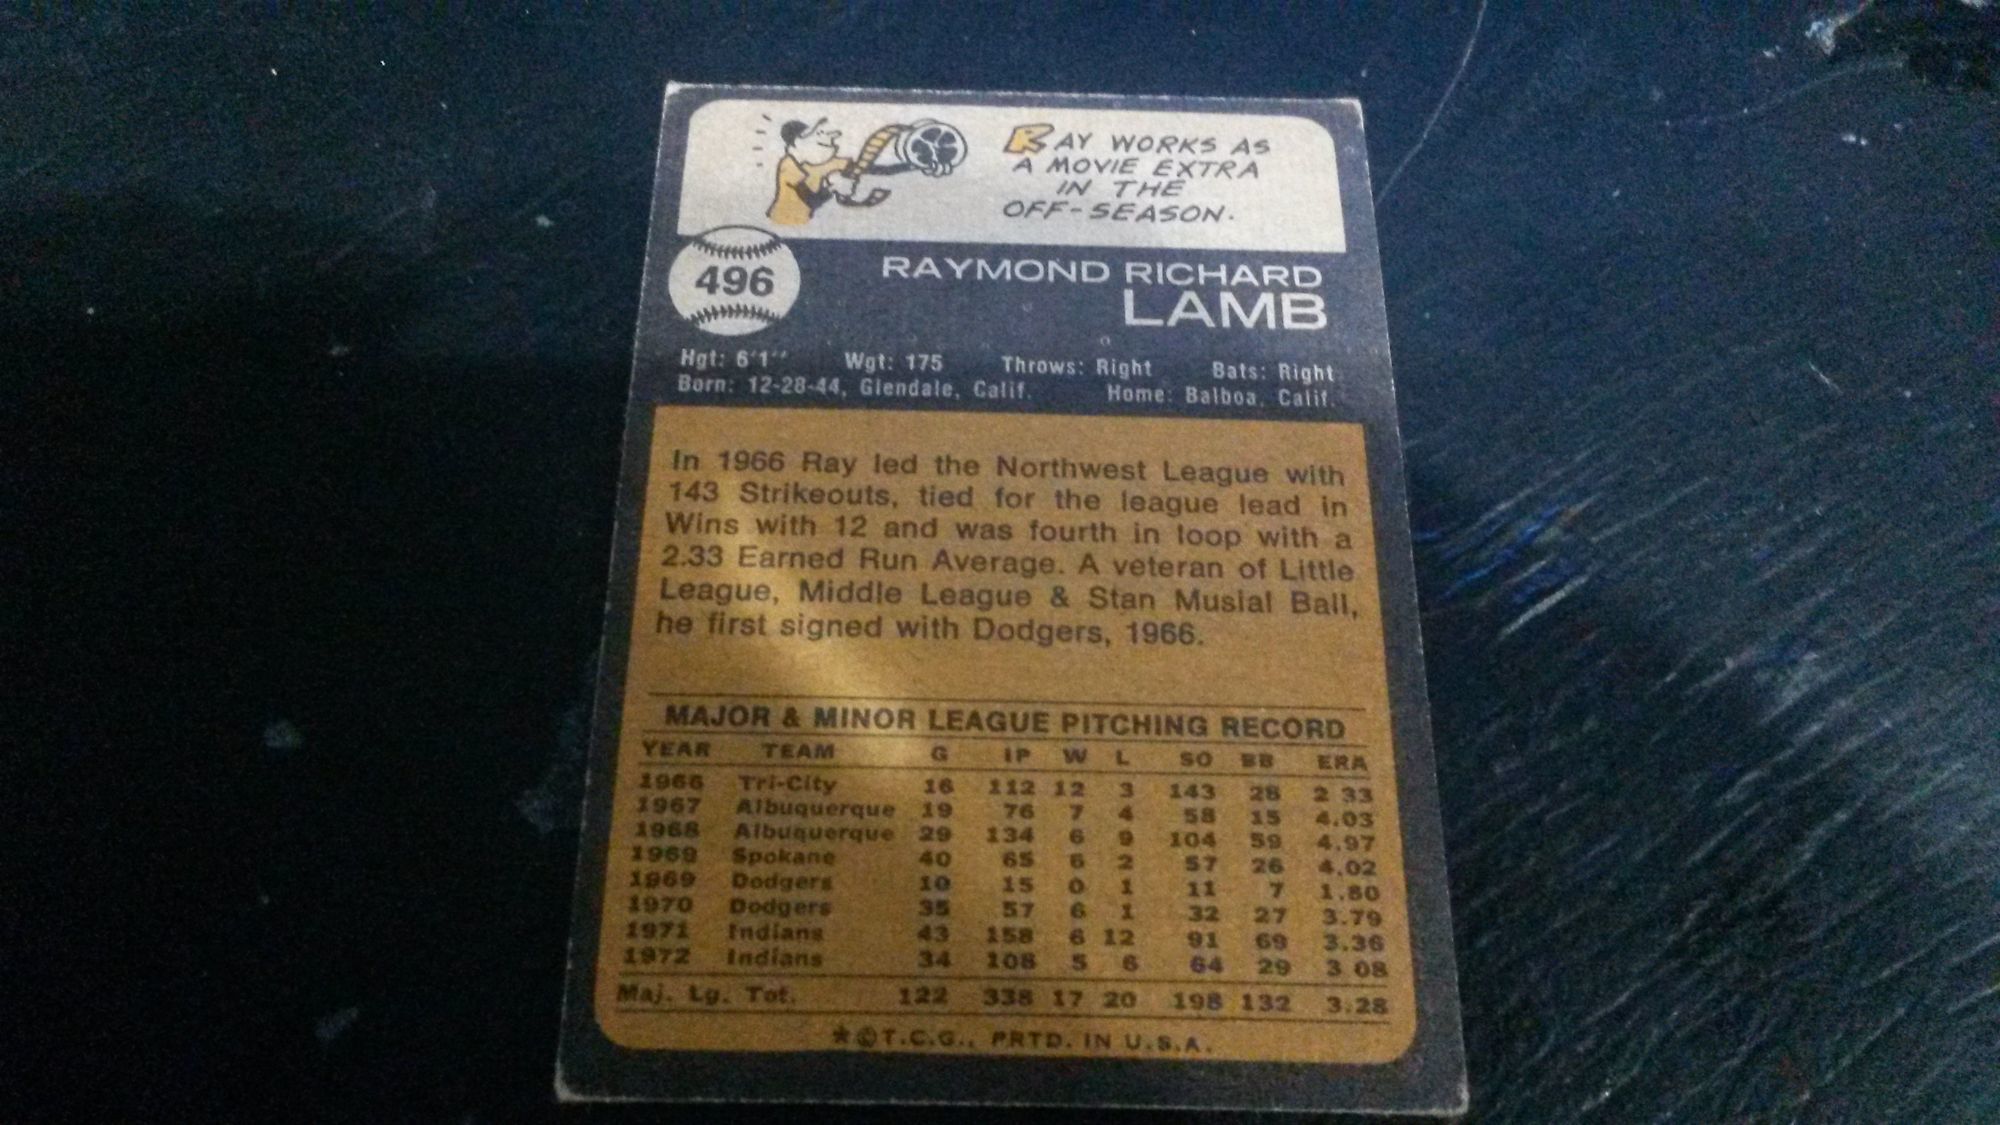 RAY WORKS AS
A MOVIE EXTRA
IN THE
OFF-SEASON.
496
RAYMOND RICHARD
LAMB
Hgt: 6'1" Wgt: 175 Throws: Right Bats: Right
Born: 12-28-44, Glendale, Calif. Home: Balboa, Calif.
In 1966 Ray led the Northwest League with
143 Strikeouts, tied for the league lead in
Wins with 12 and was fourth in loop with a
2.33 Earned Run Average. A veteran of Little
League, Middle League & Stan Musial Ball,
he first signed with Dodgers, 1966.
MAJOR & MINOR LEAGUE PITCHING RECORD
YEAR TEAM G IP W L SO BB ERA
1966 Tri-City 16 112 12 3 143 28 2.33
1967 Albuquerque 19 76 7 4 58 15 4.03
1968 Albuquerque 29 134 6 9 104 59 4.97
1969 Spokane 40 65 6 2 57 26 4.02
1969 Dodgers 10 15 0 1 11 7 1.80
1970 Dodgers 35 57 6 1 32 27 3.79
1971 Indians 43 158 6 12 91 69 3.36
1972 Indians 34 108 5 6 64 29 3.08
Maj. Lg. Tot. 122 338 17 20 198 132 3.28
*©T.C.G., PRTD. IN U.S.A.